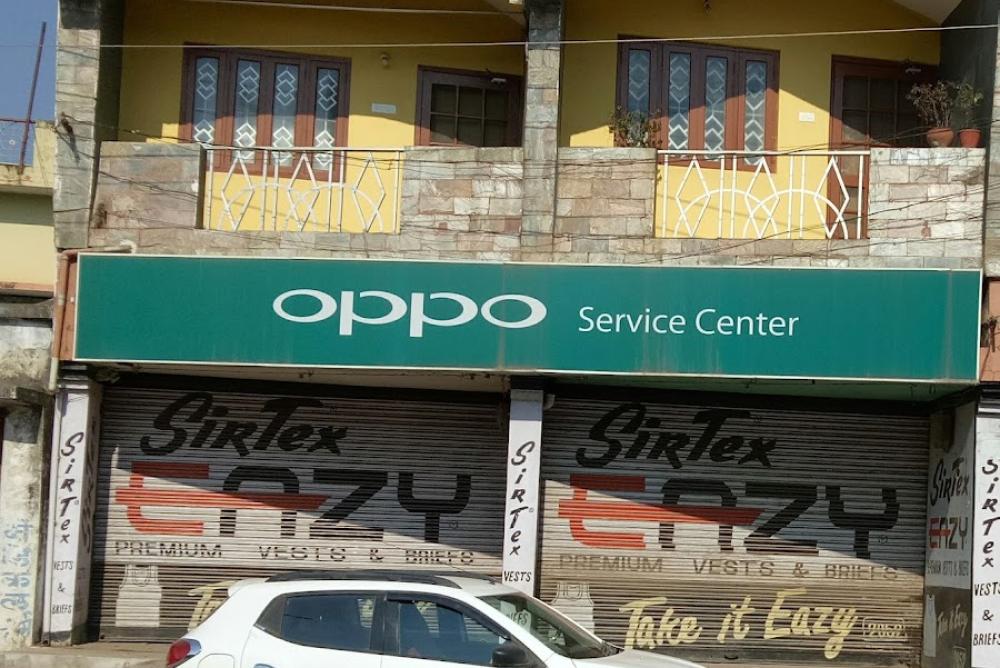 oppo Service Center
SirTex
EAZY
PREMIUM VESTS & BRIEFS
SirTex
EAZY
PREMIUM VESTS & BRIEFS
Take it Eazy
SirTex
VESTS
&
BRIEFS
SirTex
VESTS
SirTex
EAZY
SirTex
VESTS
&
BRIEFS